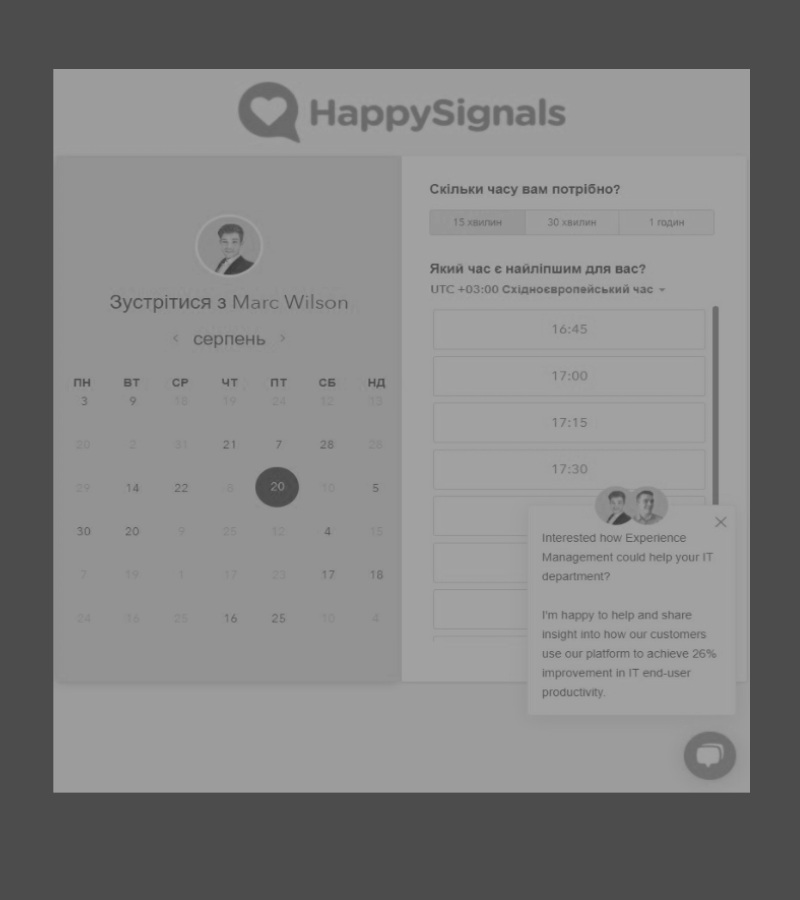 HappySignals
Зустрітися з Marc Wilson
серпень
ПН ВТ СР ЧТ ПТ СБ НД
3 9 18 19 24 12 33
20 2 31 21 7 28 28
29 14 22 8 20 10 5
30 20 9 25 12 4 15
7 19 1 17 23 17 18
24 16 25 16 25 10 4
Скільки часу вам потрібно?
15 хвилин 30 хвилин 1 годин
Який час є найліпшим для вас?
UTC +03:00 Східноєвропейський час
16:45
17:00
17:15
17:30
Interested how Experience
Management could help your IT
department?
I'm happy to help and share
insight into how our customers
use our platform to achieve 26%
improvement in IT end-user
productivity.